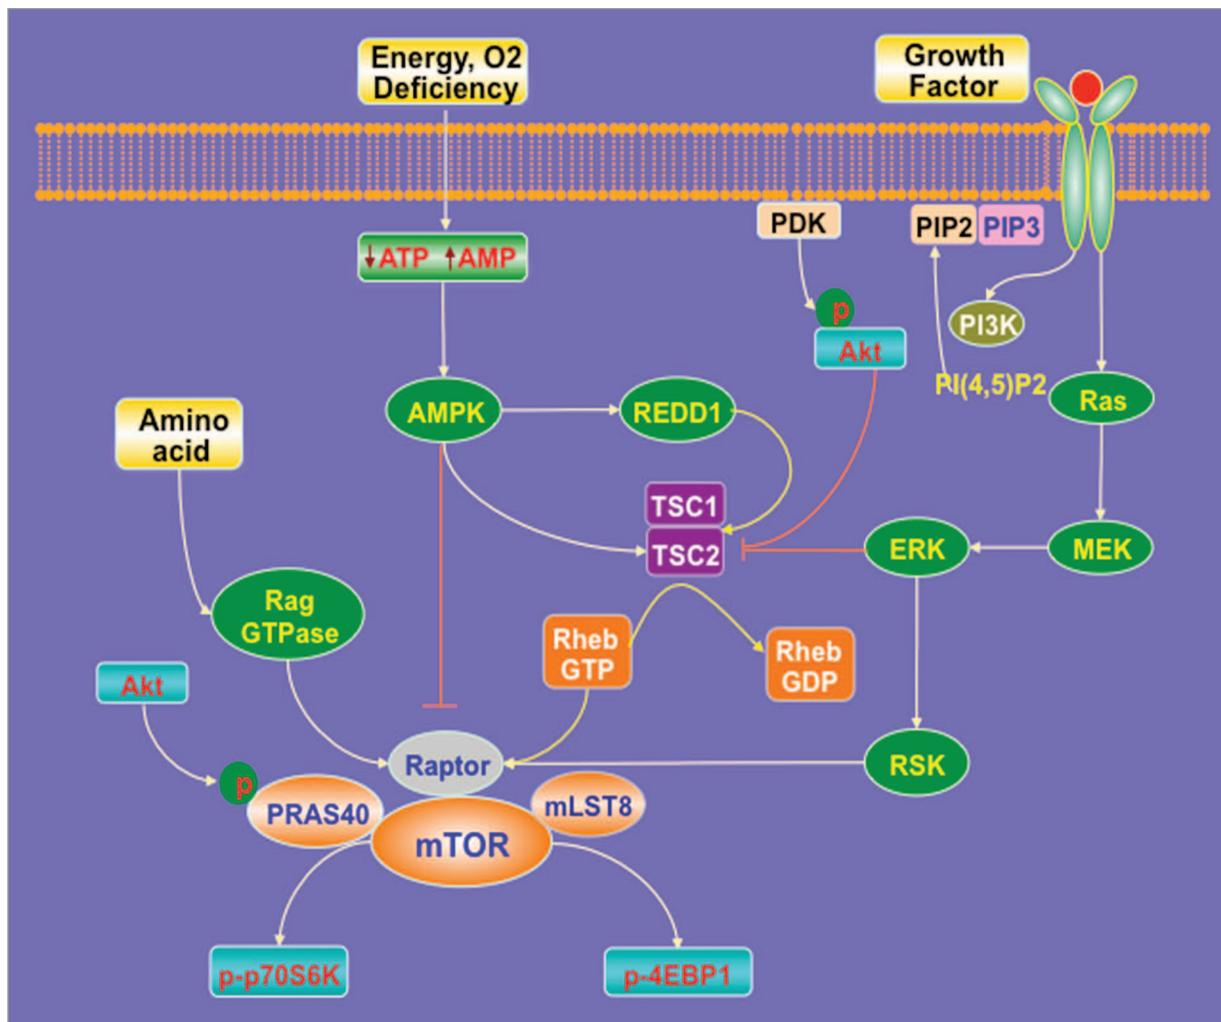 Energy, O2
Deficiency
Growth
Factor
PDK
PIP2
PIP3
↓ATP ↑AMP
p
Akt
PI3K
PI(4,5)P2
Ras
AMPK
REDD1
Amino
acid
TSC1
TSC2
ERK
MEK
Rag
GTPase
Rheb
GTP
Rheb
GDP
Akt
p
Raptor
RSK
PRAS40
mLST8
mTOR
p-p70S6K
p-4EBP1